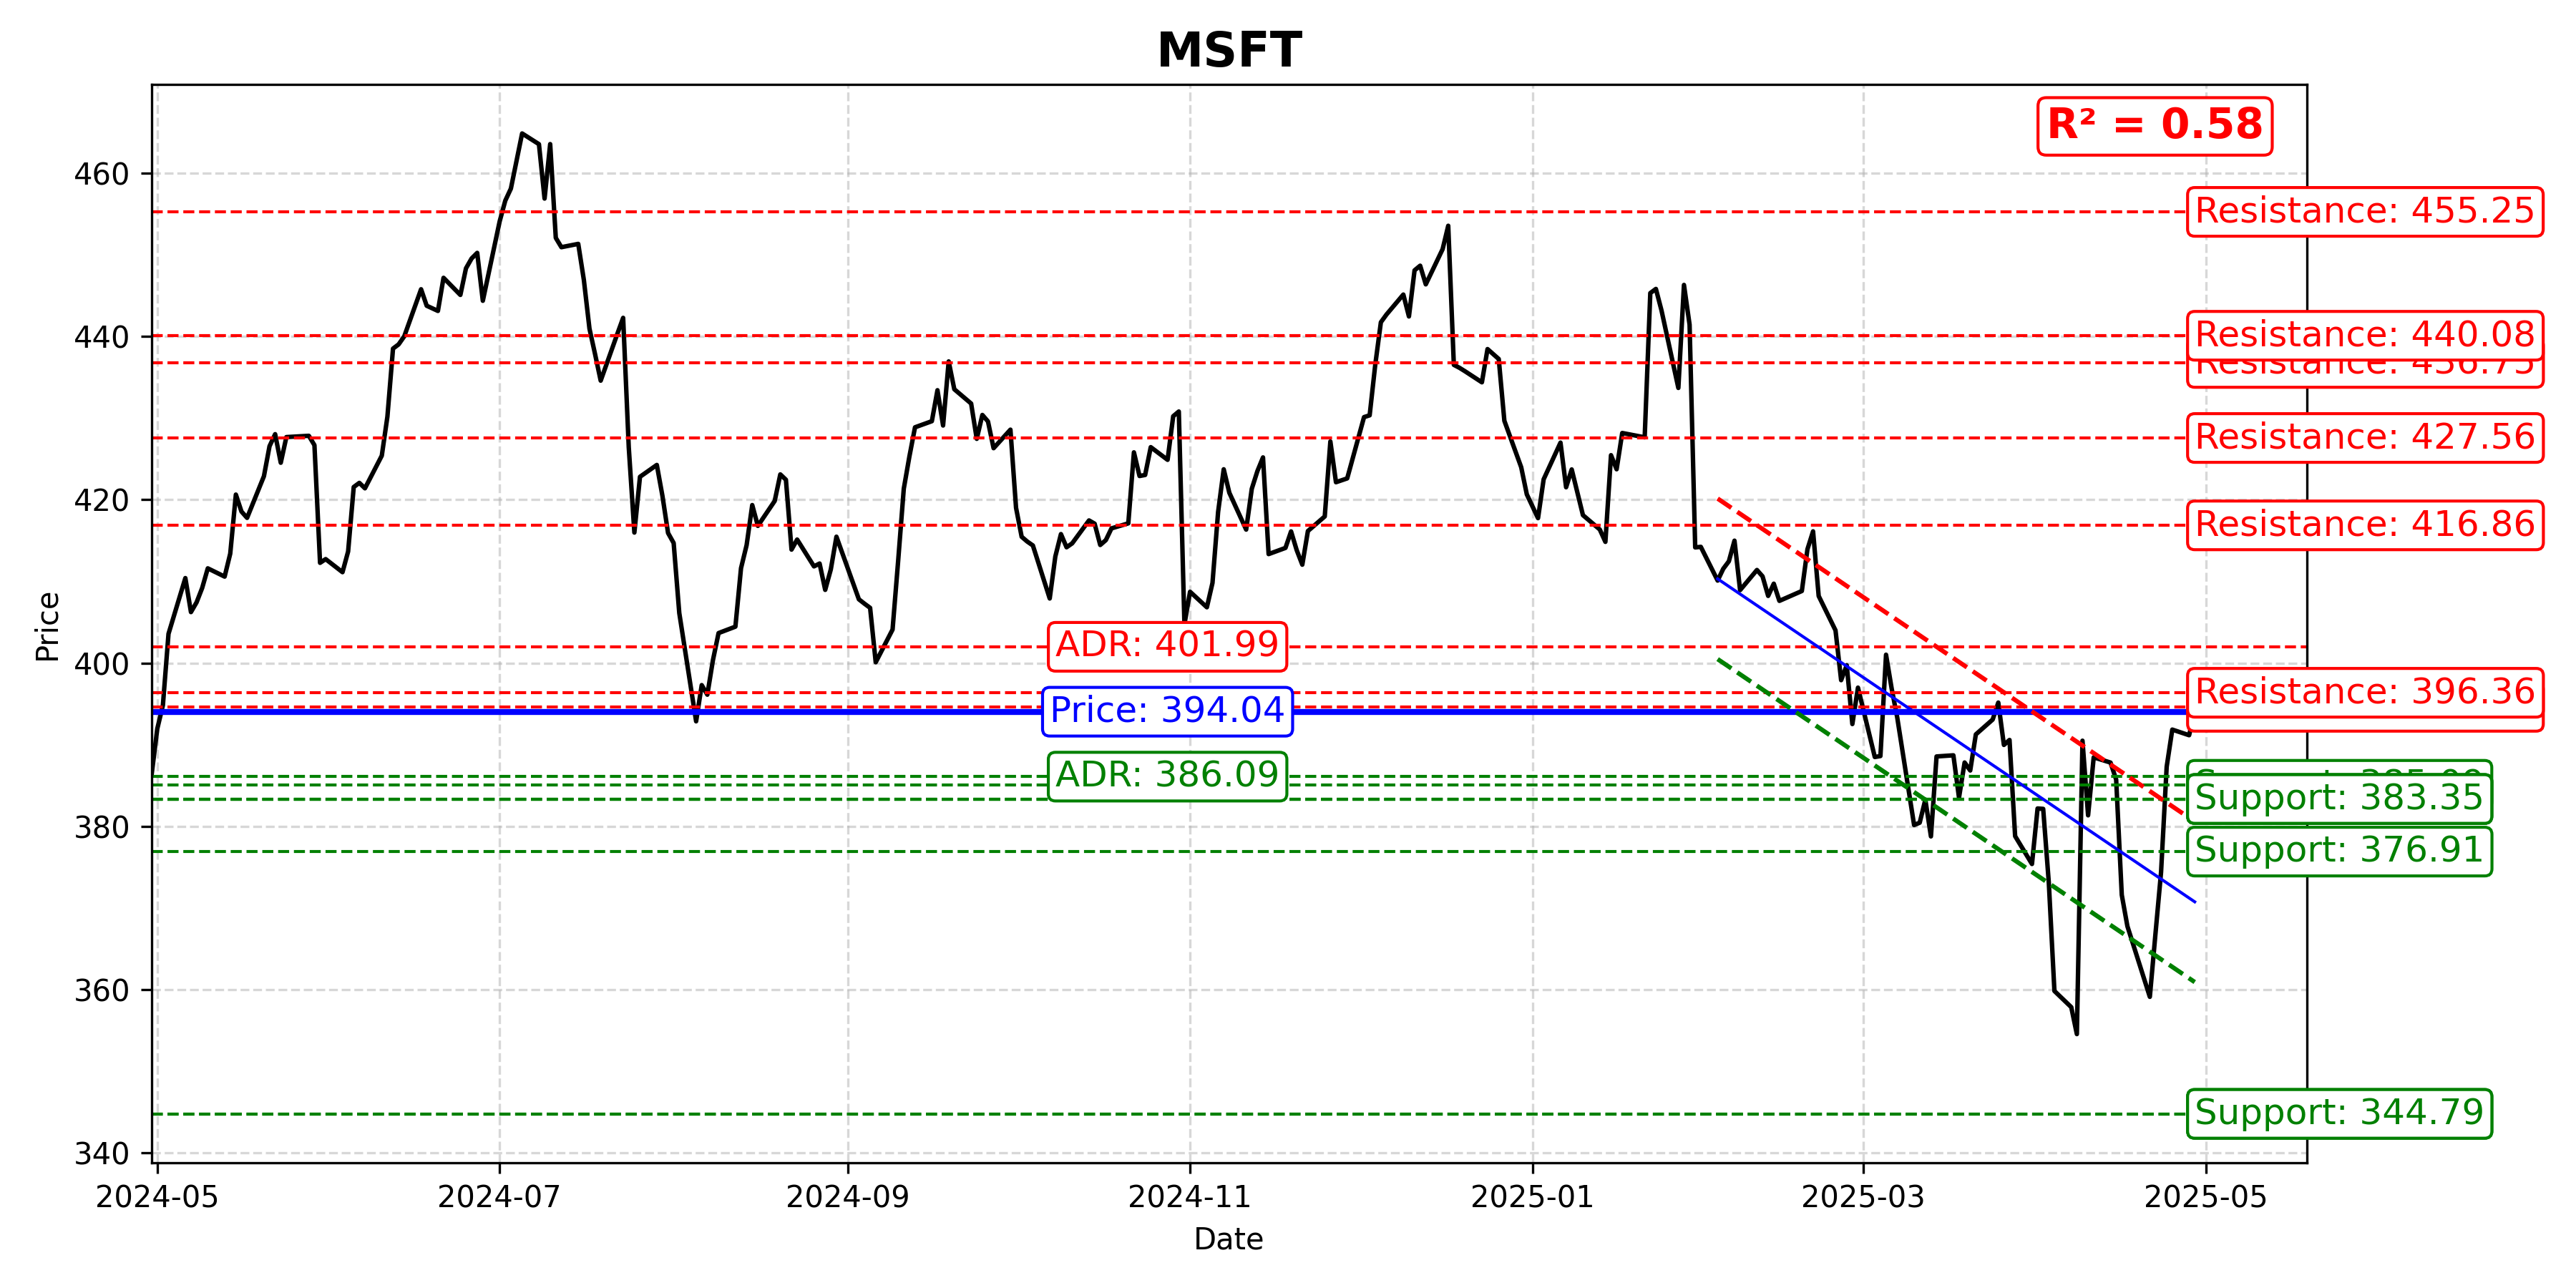 MSFT
R² = 0.58
460
Resistance: 455.25
440
Resistance: 440.08
Resistance: 436.75
Resistance: 427.56
420
Resistance: 416.86
Price
400
ADR: 401.99
Resistance: 396.36
Price: 394.04
ADR: 386.09
380
Support: 383.35
Support: 376.91
360
Support: 344.79
340
2024-05
2024-07
2024-09
2024-11
2025-01
2025-03
2025-05
Date